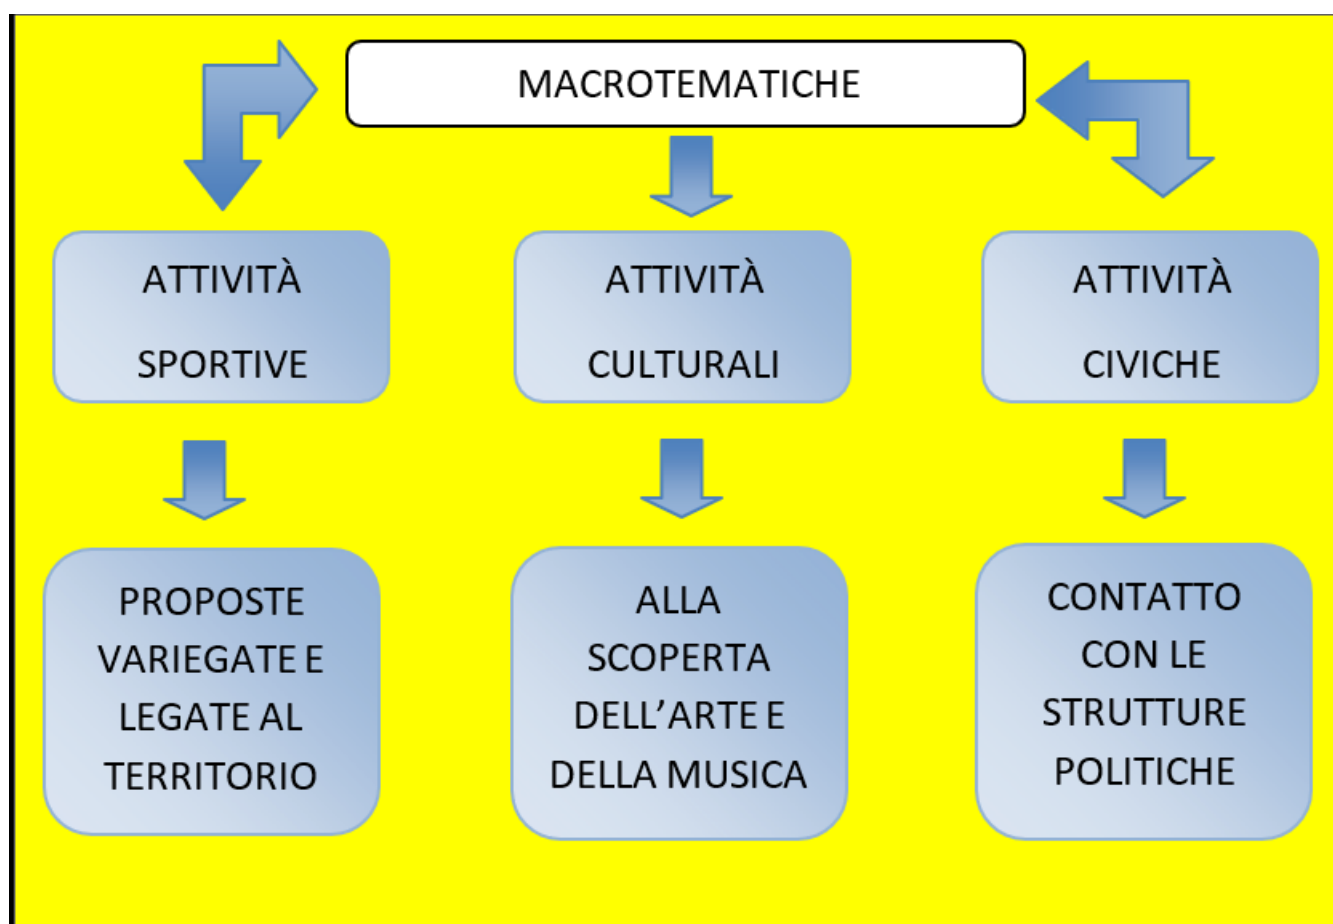 MACROTEMATICHE
ATTIVITÀ
SPORTIVE
ATTIVITÀ
CULTURALI
ATTIVITÀ
CIVICHE
PROPOSTE
VARIEGATE E
LEGATE AL
TERRITORIO
ALLA
SCOPERTA
DELL’ARTE E
DELLA MUSICA
CONTATTO
CON LE
STRUTTURE
POLITICHE